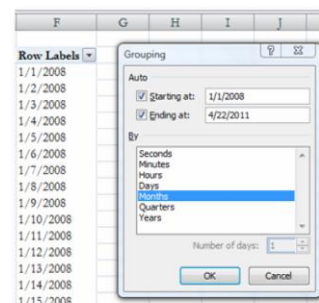 F G H I J
Row Labels
1/1/2008
1/2/2008
1/3/2008
1/4/2008
1/5/2008
1/6/2008
1/7/2008
1/8/2008
1/9/2008
1/10/2008
1/11/2008
1/12/2008
1/13/2008
1/14/2008
1/15/2008
Grouping
Auto
Starting at: 1/1/2008
Ending at: 4/22/2011
By
Seconds
Minutes
Hours
Days
Months
Quarters
Years
Number of days: 1
OK Cancel